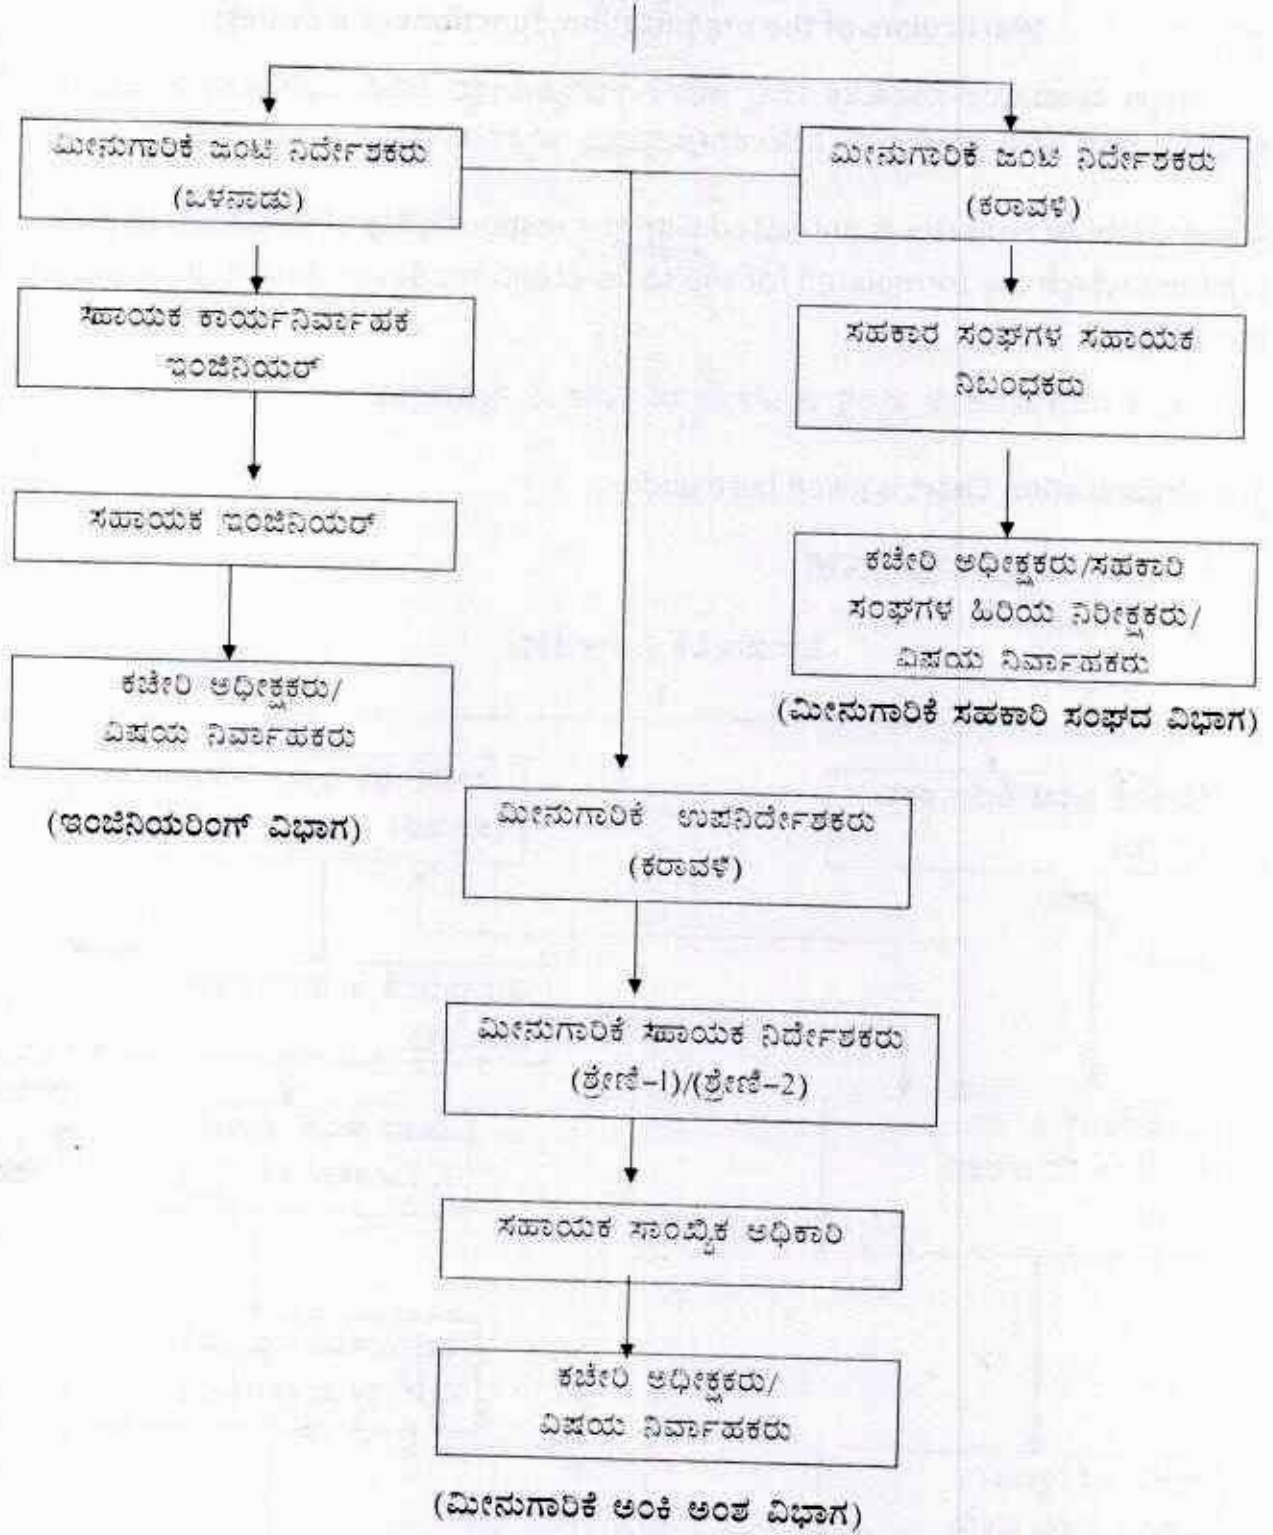 ಮೀನುಗಾರಿಕೆ ಜಂಟಿ ನಿರ್ದೇಶಕರು
(ಒಳನಾಡು)
ಮೀನುಗಾರಿಕೆ ಜಂಟಿ ನಿರ್ದೇಶಕರು
(ಕರಾವಳಿ)
ಸಹಾಯಕ ಕಾರ್ಯನಿರ್ವಾಹಕ
ಇಂಜಿನಿಯರ್
ಸಹಕಾರ ಸಂಘಗಳ ಸಹಾಯಕ
ನಿಬಂಧಕರು
ಸಹಾಯಕ ಇಂಜಿನಿಯರ್
ಕಚೇರಿ ಅಧೀಕ್ಷಕರು/ಸಹಕಾರಿ
ಸಂಘಗಳ ಹಿರಿಯ ನಿರೀಕ್ಷಕರು/
ವಿಷಯ ನಿರ್ವಾಹಕರು
(ಮೀನುಗಾರಿಕೆ ಸಹಕಾರಿ ಸಂಘದ ವಿಭಾಗ)
ಕಚೇರಿ ಅಧೀಕ್ಷಕರು/
ವಿಷಯ ನಿರ್ವಾಹಕರು
(ಇಂಜಿನಿಯರಿಂಗ್ ವಿಭಾಗ)
ಮೀನುಗಾರಿಕೆ ಉಪನಿರ್ದೇಶಕರು
(ಕರಾವಳಿ)
ಮೀನುಗಾರಿಕೆ ಸಹಾಯಕ ನಿರ್ದೇಶಕರು
(ಶ್ರೇಣಿ-1)/(ಶ್ರೇಣಿ-2)
ಸಹಾಯಕ ಸಾಂಖ್ಯಿಕ ಅಧಿಕಾರಿ
ಕಚೇರಿ ಅಧೀಕ್ಷಕರು/
ವಿಷಯ ನಿರ್ವಾಹಕರು
(ಮೀನುಗಾರಿಕೆ ಅಂಕಿ ಅಂಶ ವಿಭಾಗ)